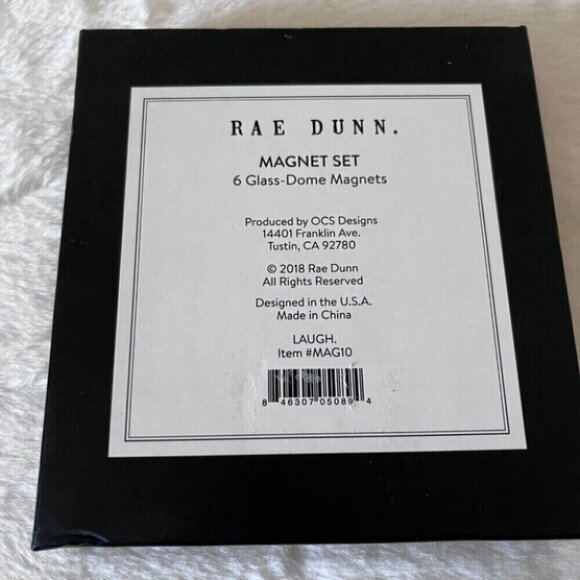 RAE DUNN.
MAGNET SET
6 Glass-Dome Magnets
Produced by OCS Designs
14401 Franklin Ave.
Tustin, CA 92780
© 2018 Rae Dunn
All Rights Reserved
Designed in the U.S.A.
Made in China
LAUGH.
Item #MAG10
8 46307 05089 4